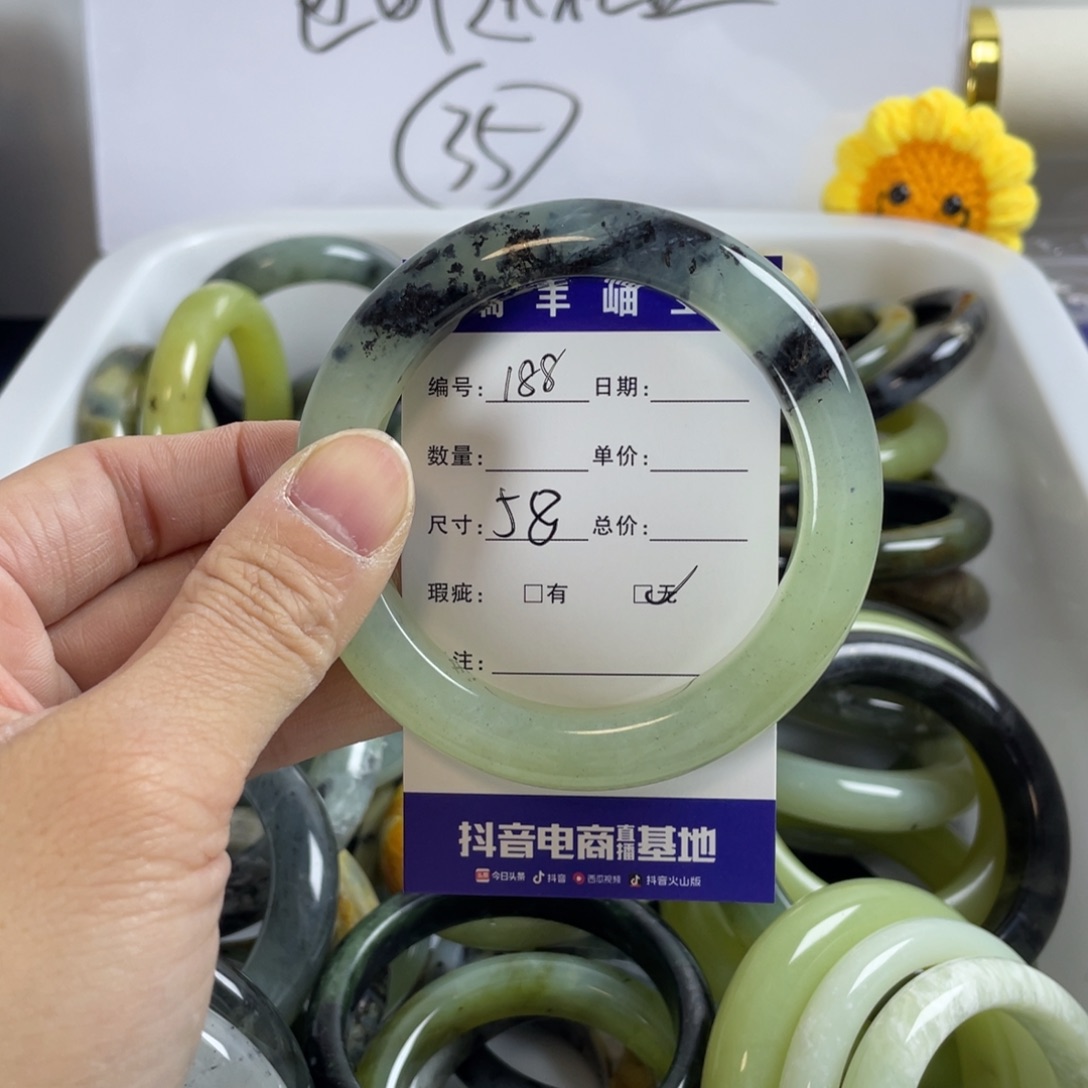 35
羊岫
编号: 188 日期:
数量: 单价:
尺寸: 58 总价:
瑕疵: □有 ☑无
注:
抖音电商直播基地
今日头条 抖音 西瓜视频 抖音火山版